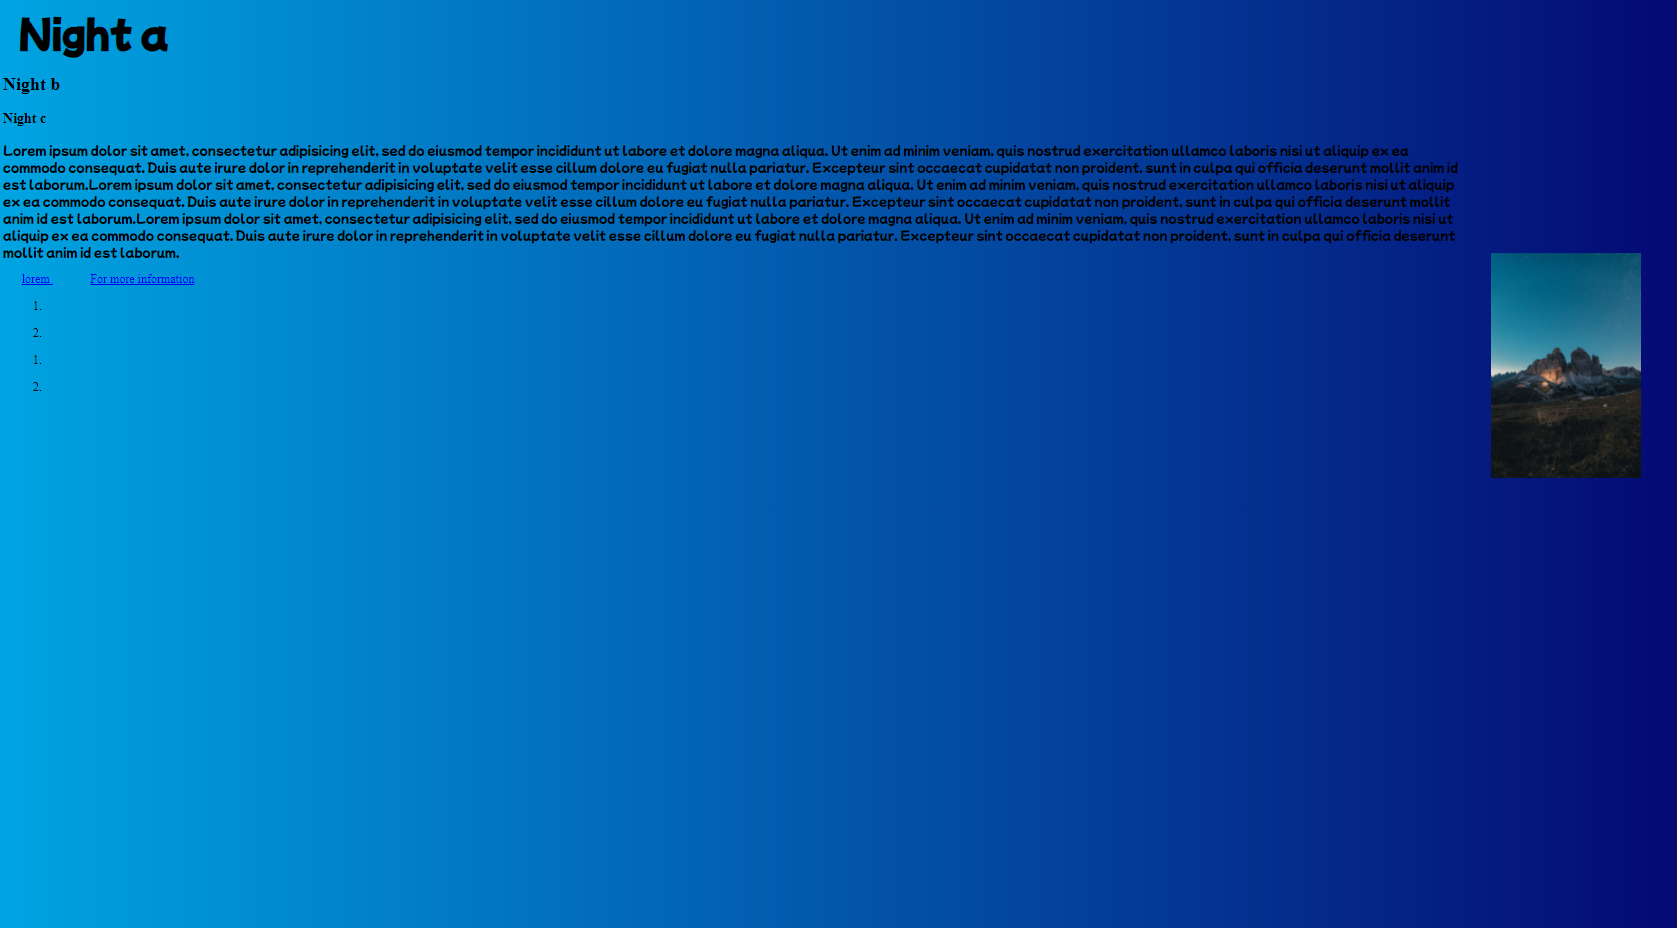 Night a
Night b
Night c
Lorem ipsum dolor sit amet, consectetur adipisicing elit, sed do eiusmod tempor incididunt ut labore et dolore magna aliqua. Ut enim ad minim veniam, quis nostrud exercitation ullamco laboris nisi ut aliquip ex ea
commodo consequat. Duis aute irure dolor in reprehenderit in voluptate velit esse cillum dolore eu fugiat nulla pariatur. Excepteur sint occaecat cupidatat non proident, sunt in culpa qui officia deserunt mollit anim id
est laborum.Lorem ipsum dolor sit amet, consectetur adipisicing elit, sed do eiusmod tempor incididunt ut labore et dolore magna aliqua. Ut enim ad minim veniam, quis nostrud exercitation ullamco laboris nisi ut aliquip
ex ea commodo consequat. Duis aute irure dolor in reprehenderit in voluptate velit esse cillum dolore eu fugiat nulla pariatur. Excepteur sint occaecat cupidatat non proident, sunt in culpa qui officia deserunt mollit
anim id est laborum.Lorem ipsum dolor sit amet, consectetur adipisicing elit, sed do eiusmod tempor incididunt ut labore et dolore magna aliqua. Ut enim ad minim veniam, quis nostrud exercitation ullamco laboris nisi ut
aliquip ex ea commodo consequat. Duis aute irure dolor in reprehenderit in voluptate velit esse cillum dolore eu fugiat nulla pariatur. Excepteur sint occaecat cupidatat non proident, sunt in culpa qui officia deserunt
mollit anim id est laborum.
lorem For more information
1.
2.
1.
2.